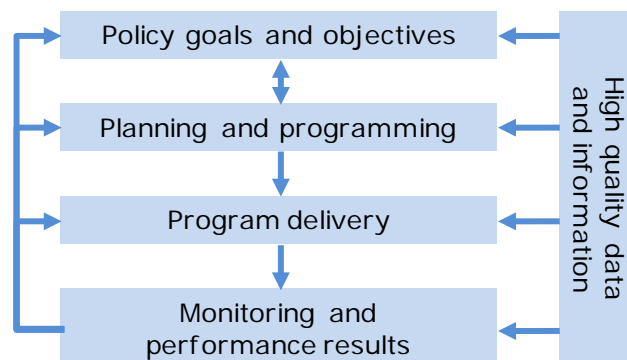 Policy goals and objectives
Planning and programming
Program delivery
Monitoring and
performance results
High quality data
and information